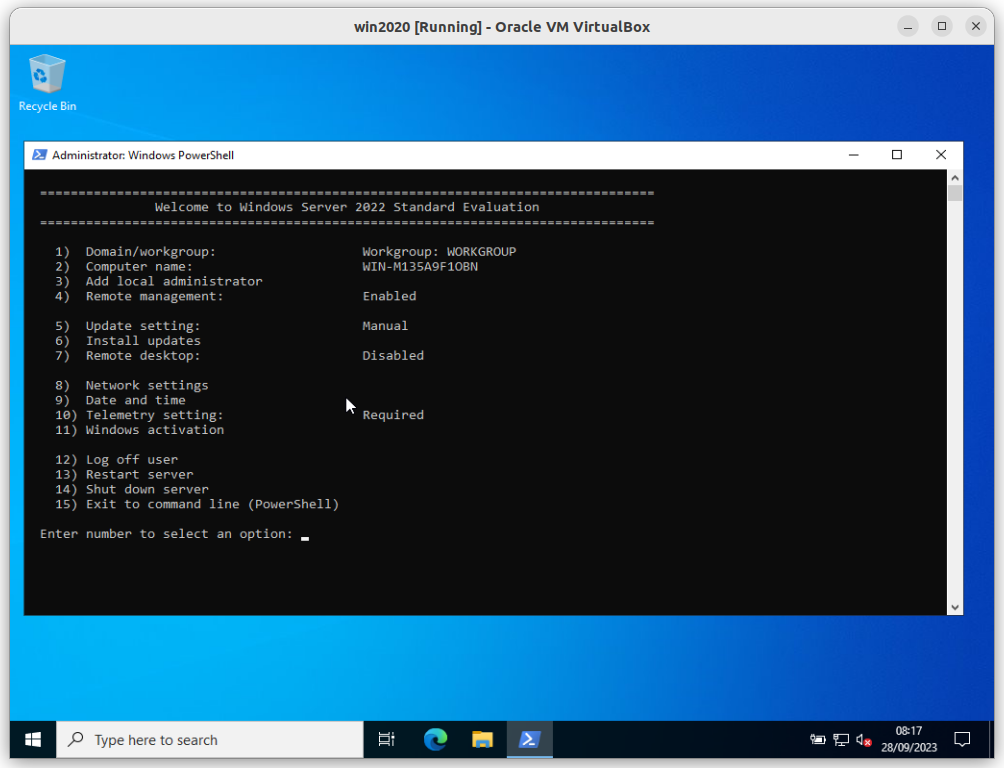 win2020 [Running] - Oracle VM VirtualBox
Recycle Bin
Administrator: Windows PowerShell
================================================================================
Welcome to Windows Server 2022 Standard Evaluation
================================================================================
1) Domain/workgroup: Workgroup: WORKGROUP
2) Computer name: WIN-M135A9F1OBN
3) Add local administrator
4) Remote management: Enabled
5) Update setting: Manual
6) Install updates
7) Remote desktop: Disabled
8) Network settings
9) Date and time
10) Telemetry setting: Required
11) Windows activation
12) Log off user
13) Restart server
14) Shut down server
15) Exit to command line (PowerShell)
Enter number to select an option:
Type here to search
08:17
28/09/2023